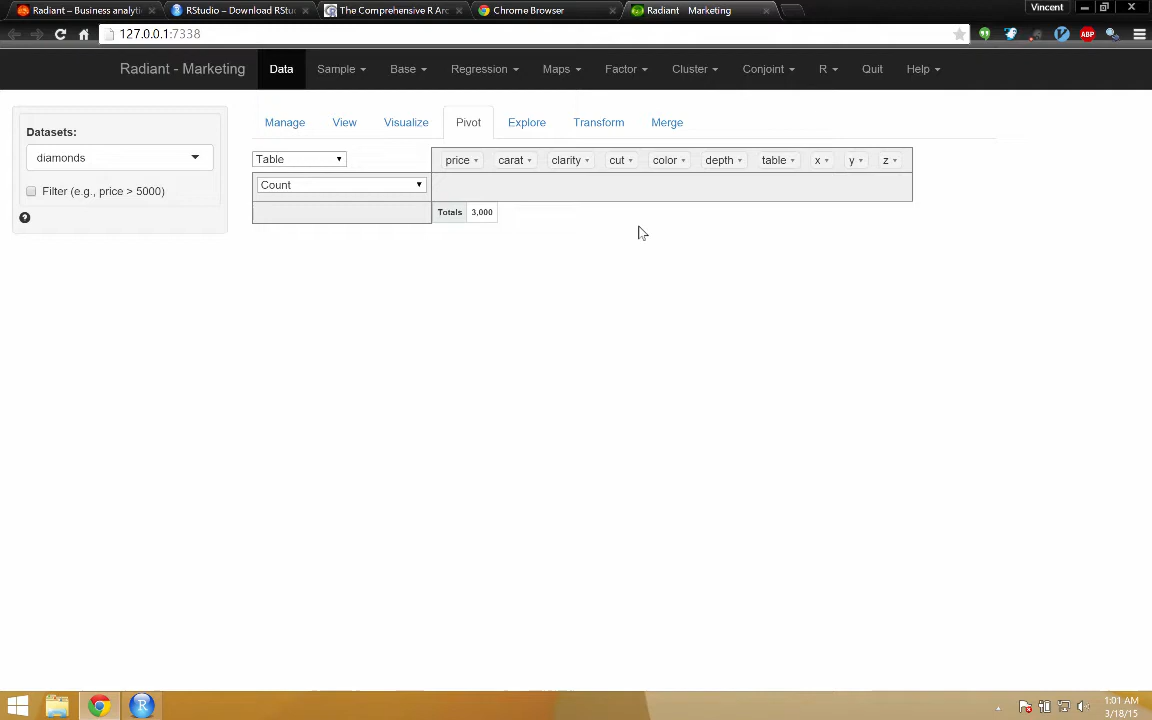 Radiant – Business analyti
RStudio – Download RStu
The Comprehensive R Arc
Chrome Browser
Radiant Marketing
Vincent
127.0.0.1:7338
ABP
Radiant - Marketing
Data
Sample
Base
Regression
Maps
Factor
Cluster
Conjoint
R
Quit
Help
Datasets:
diamonds
Filter (e.g., price > 5000)
?
Manage
View
Visualize
Pivot
Explore
Transform
Merge
Table
price
carat
clarity
cut
color
depth
table
x
y
z
Count
Totals 3,000
R
1:01 AM
3/18/15